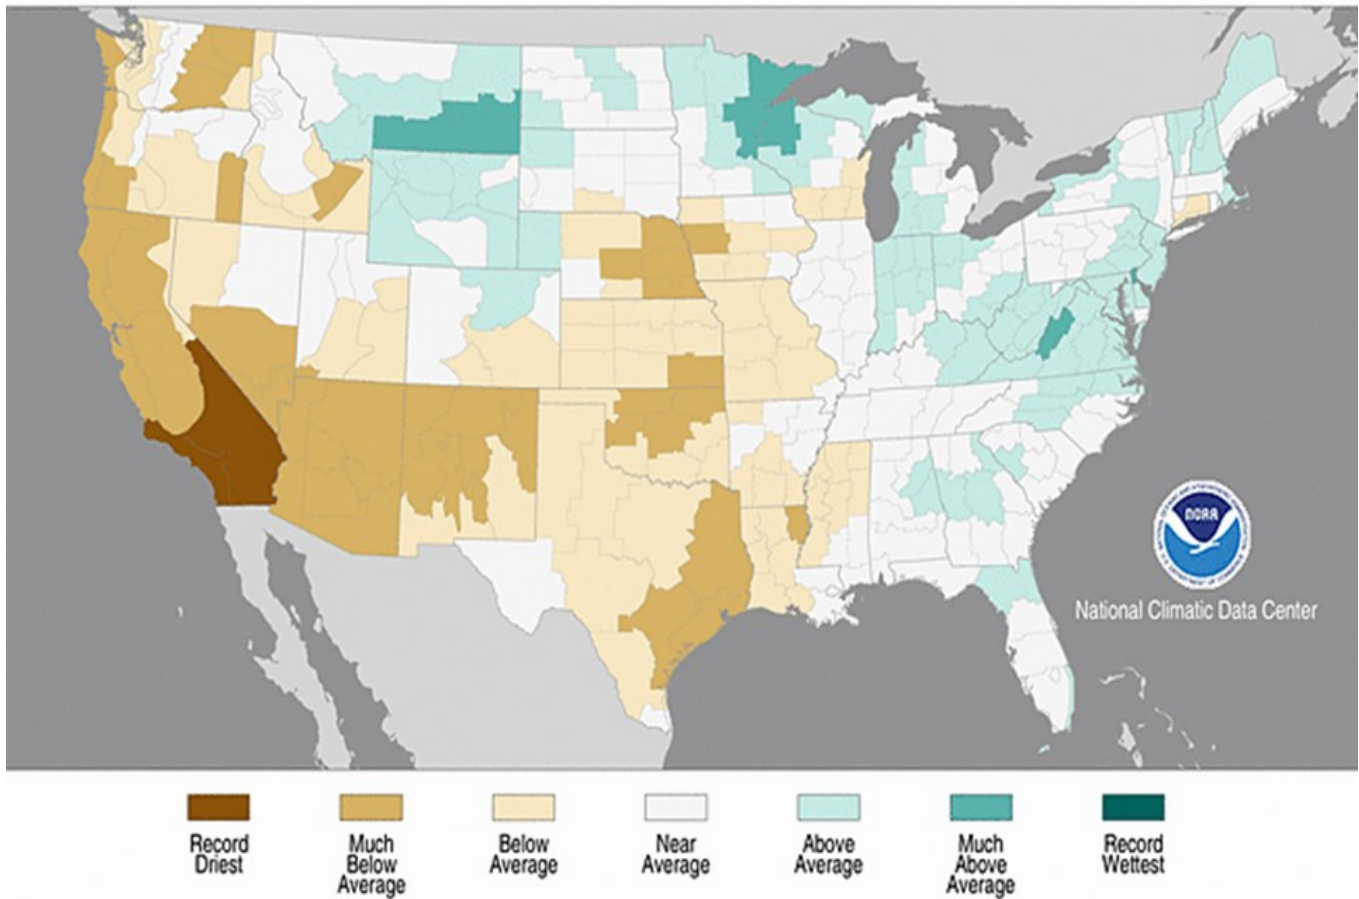 NOAA
National Climatic Data Center
Record
Driest
Much
Below
Average
Below
Average
Near
Average
Above
Average
Much
Above
Average
Record
Wettest